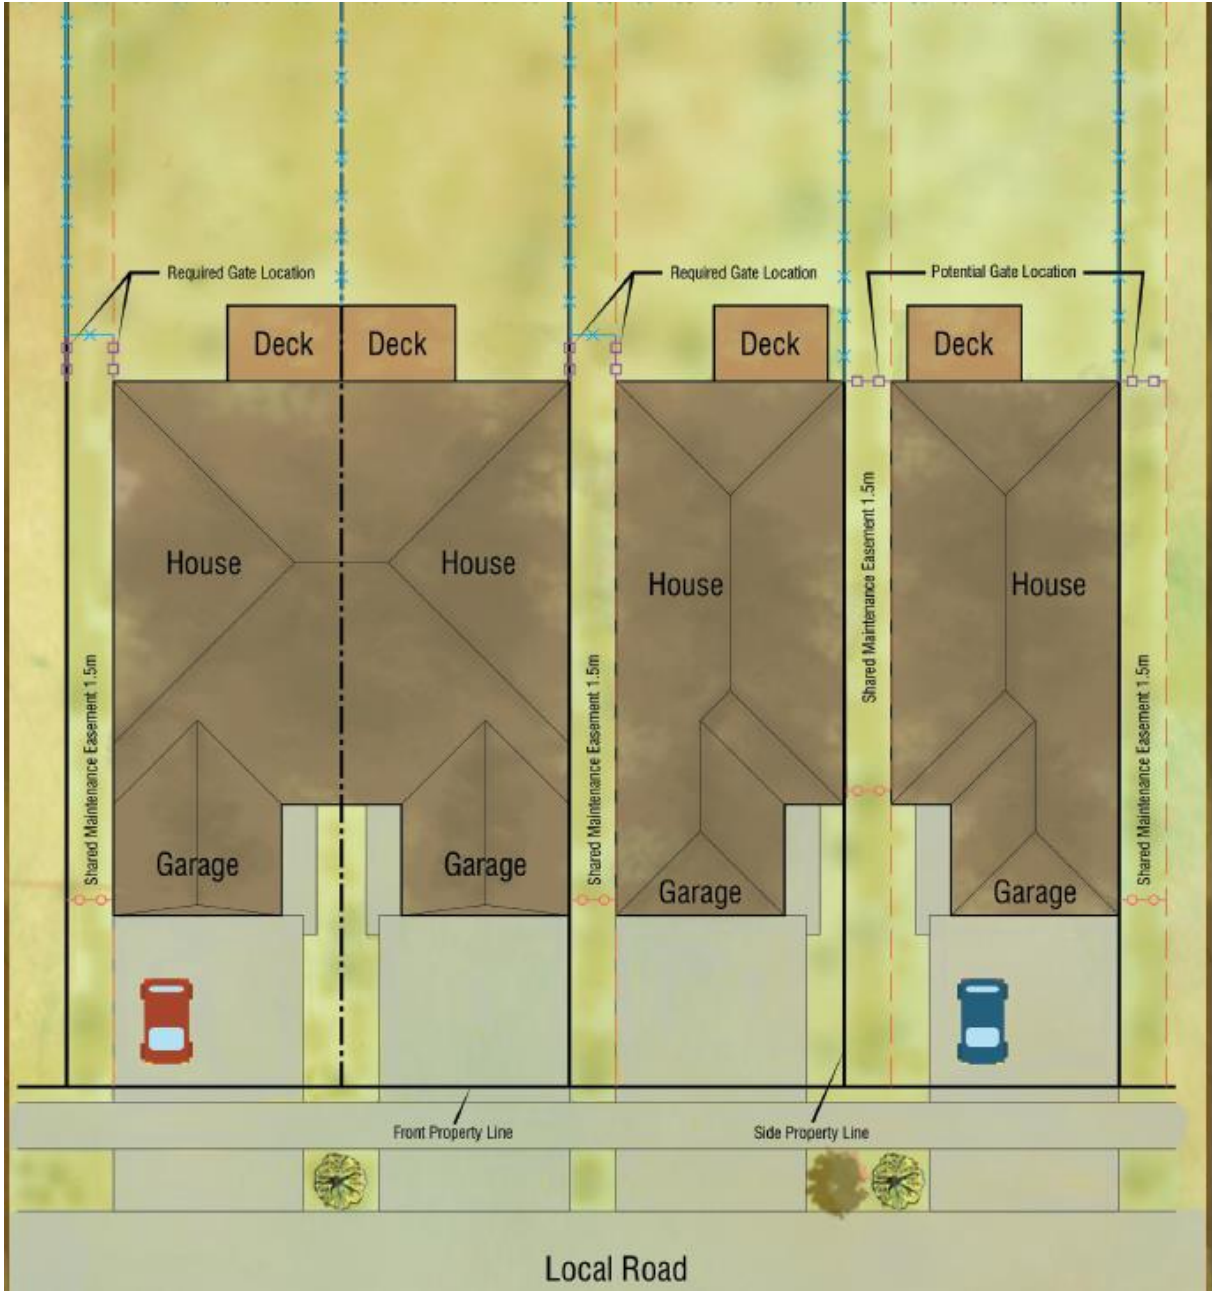 Required Gate Location
Required Gate Location
Potential Gate Location
Deck
Deck
Deck
Deck
House
House
House
House
Shared Maintenance Easement 1.5m
Shared Maintenance Easement 1.5m
Shared Maintenance Easement 1.5m
Shared Maintenance Easement 1.5m
Garage
Garage
Garage
Garage
Front Property Line
Side Property Line
Local Road